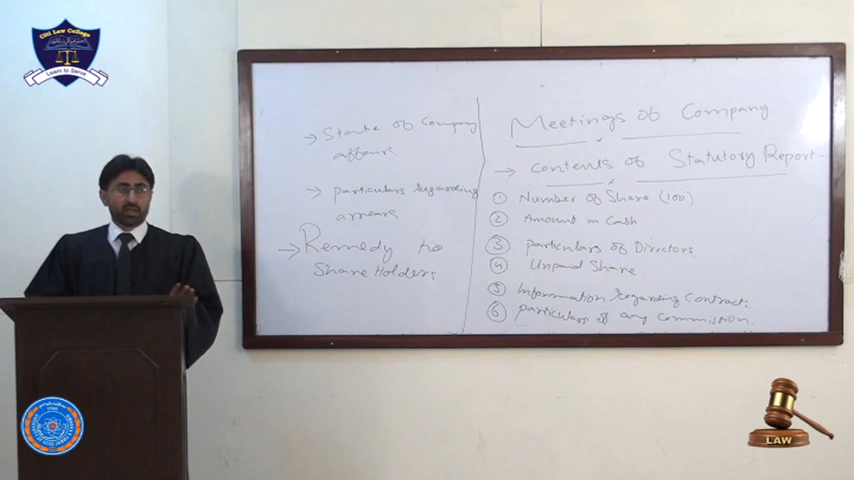 Citi Law College
Learn to Serve
→ State of Company
affairs
→ particulars regarding
arrears
→ Remedy to
Share Holders
Meetings of Company
→ Contents of Statutory Report.
① Number of Share (100)
② Amount in Cash
③ particulars of Directors
④ Unpaid Share
⑤ Information regarding Contract:
⑥ particulars of any Commission.
LAW